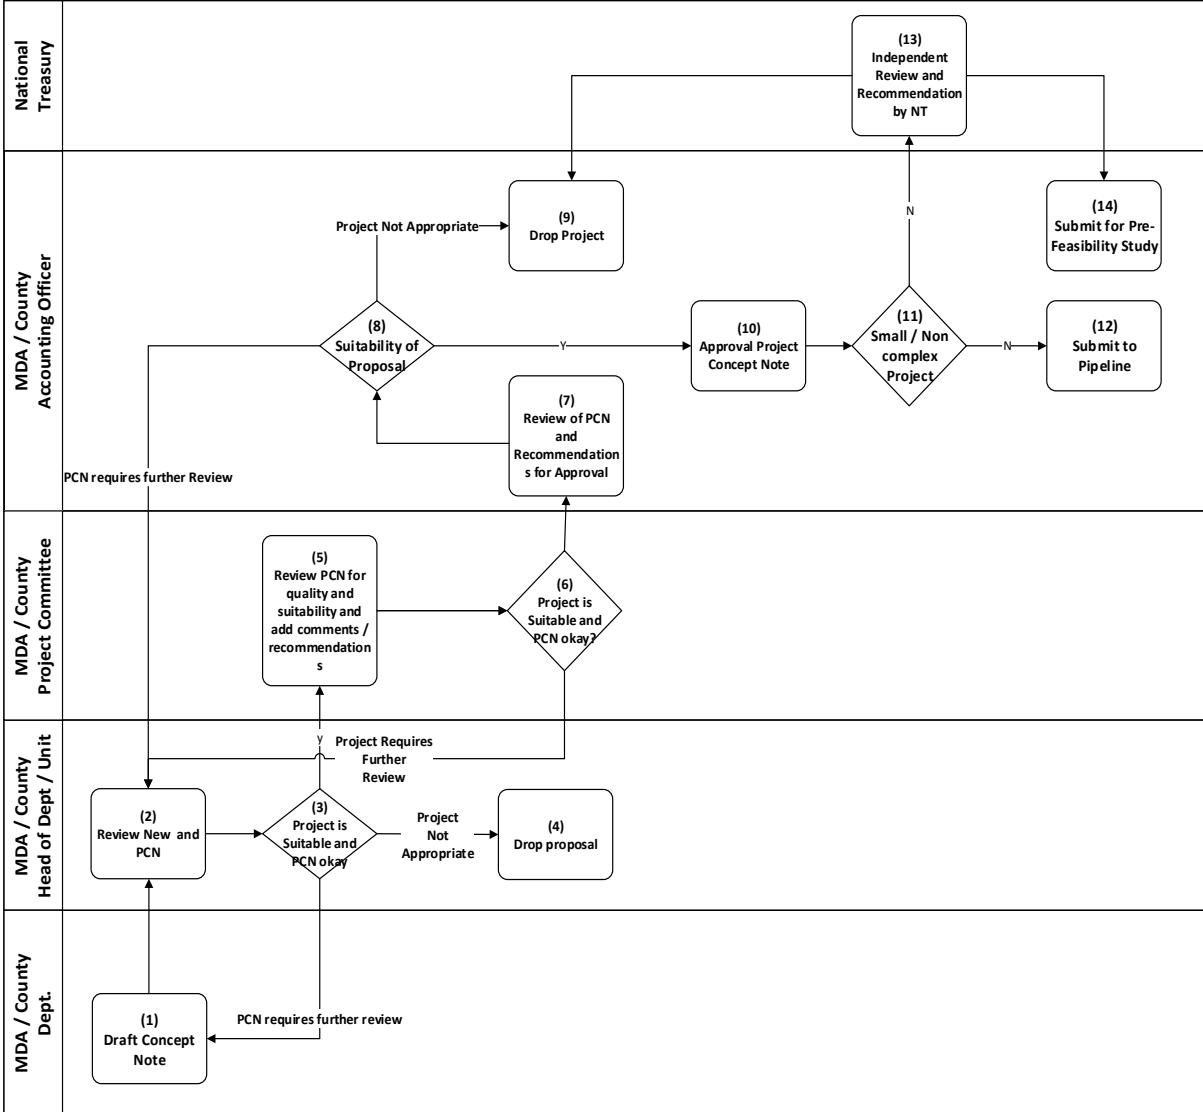 National
Treasury
(13)
Independent
Review and
Recommendation
by NT
MDA / County
Accounting Officer
Project Not Appropriate
(9)
Drop Project
N
(14)
Submit for Pre-
Feasibility Study
(8)
Suitability of
Proposal
Y
(10)
Approval Project
Concept Note
(11)
Small / Non
complex
Project
N
(12)
Submit to
Pipeline
(7)
Review of PCN
and
Recommendation
s for Approval
PCN requires further Review
MDA / County
Project Committee
(5)
Review PCN for
quality and
suitability and
add comments /
recommendation
s
(6)
Project is
Suitable and
PCN okay?
MDA / County
Head of Dept / Unit
y
Project Requires
Further
Review
(2)
Review New and
PCN
(3)
Project is
Suitable and
PCN okay
Project
Not
Appropriate
(4)
Drop proposal
MDA / County
Dept.
(1)
Draft Concept
Note
PCN requires further review